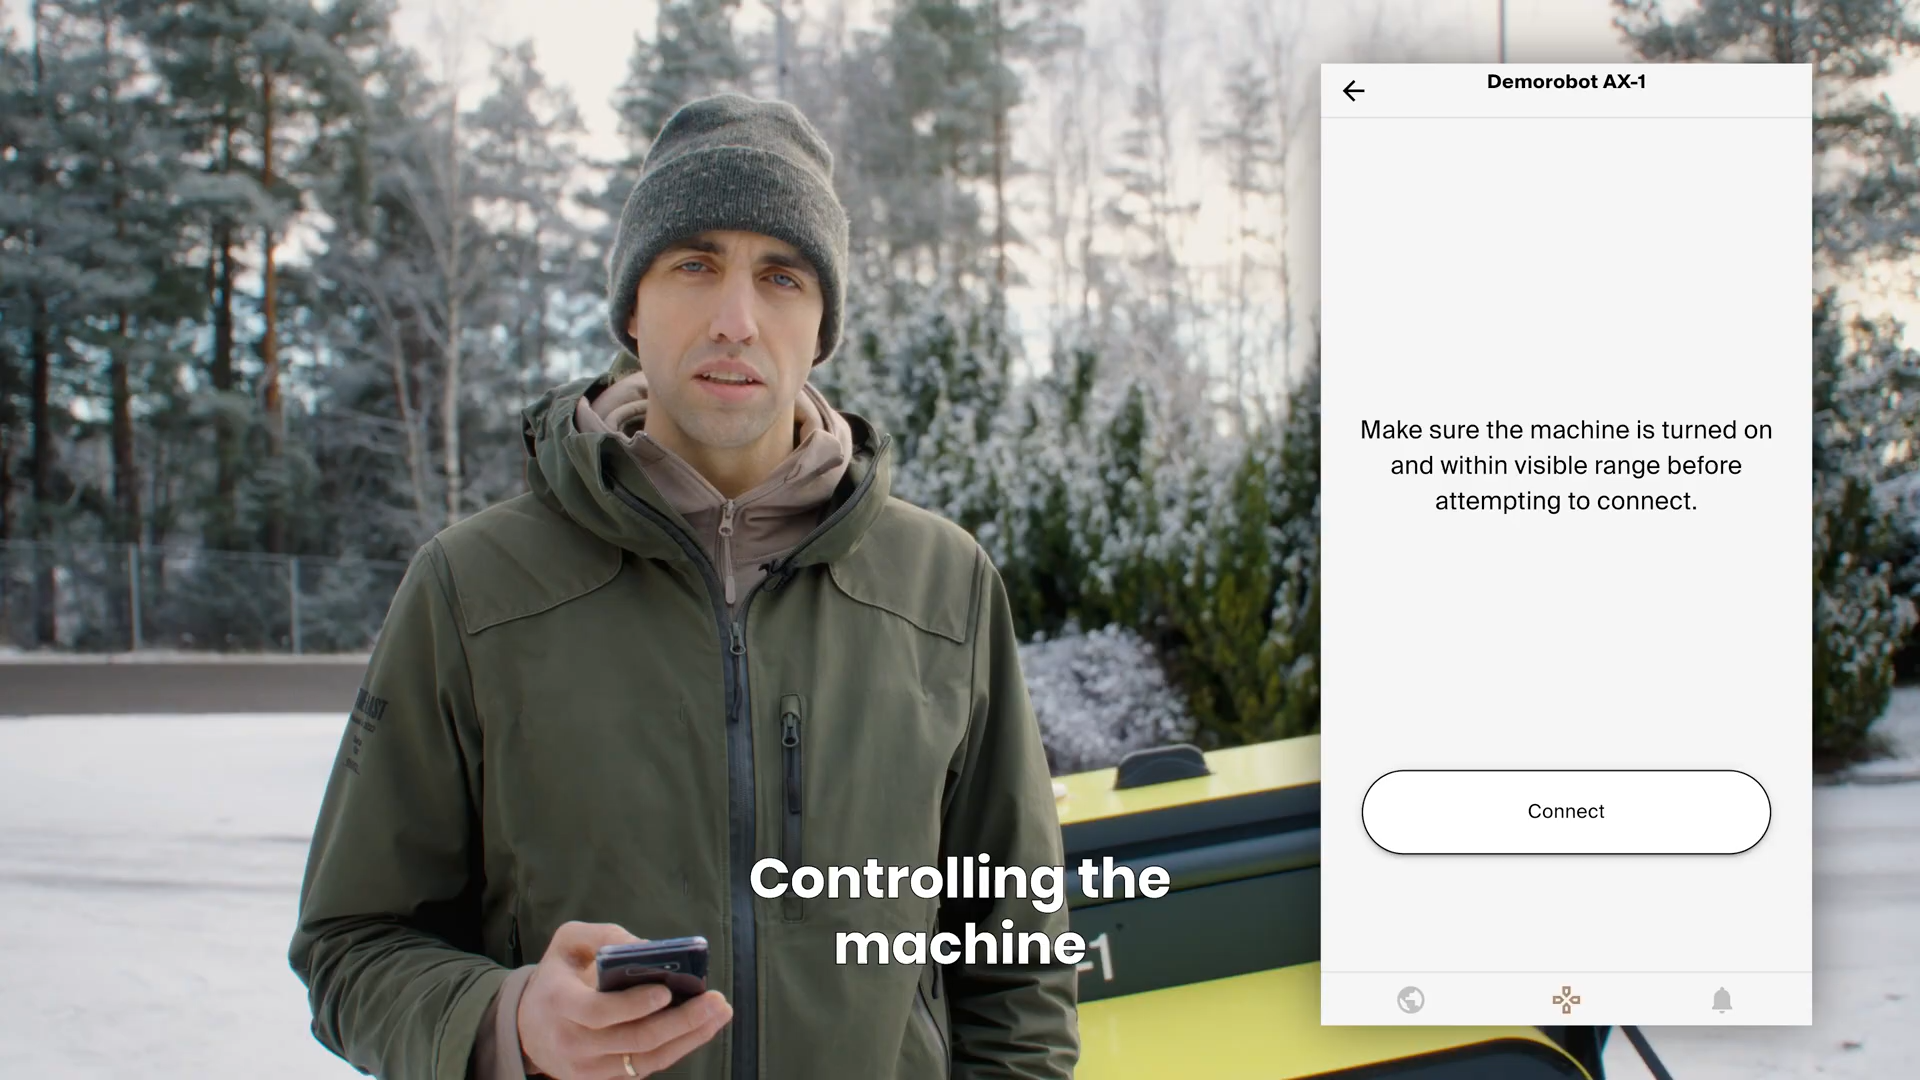 Demorobot AX-1
Make sure the machine is turned on
and within visible range before
attempting to connect.
Connect
Controlling the
machine
-1